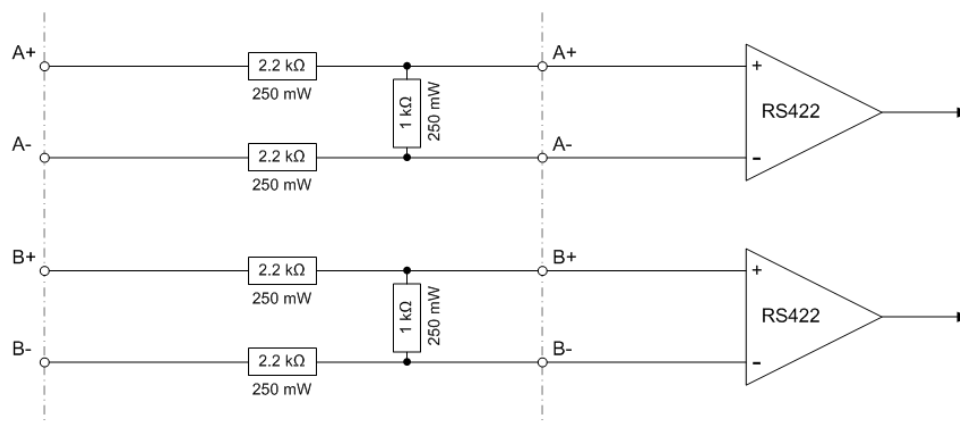 A+
2.2 kΩ
250 mW
1 kΩ
250 mW
A+
+
RS422
A-
2.2 kΩ
250 mW
A-
-
B+
2.2 kΩ
250 mW
1 kΩ
250 mW
B+
+
RS422
B-
2.2 kΩ
250 mW
B-
-